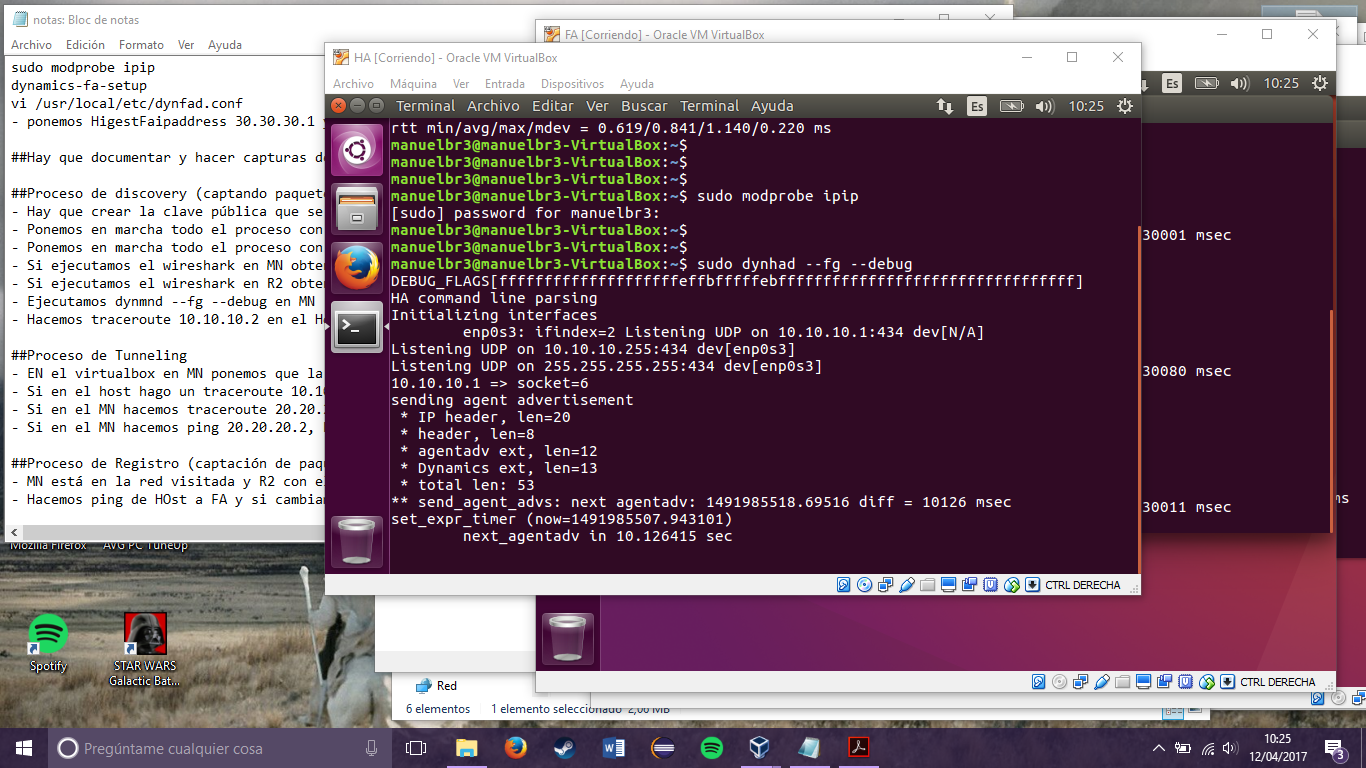 notas: Bloc de notas
Archivo Edición Formato Ver Ayuda
sudo modprobe ipip
dynamics-fa-setup
vi /usr/local/etc/dynfad.conf
- ponemos HigestFaipaddress 30.30.30.1
##Hay que documentar y hacer capturas
##Proceso de discovery (captando
- Hay que crear la clave pública que
- Ponemos en marcha todo el proceso con
- Ponemos en marcha todo el proceso con
- Si ejecutamos el wireshark en MN
- Si ejecutamos el wireshark en R2
- Ejecutamos dynmnd --fg --debug en MN
- Hacemos traceroute 10.10.10.2 en el
##Proceso de Tunneling
- EN el virtualbox en MN ponemos que la
- Si en el host hago un traceroute
- Si en el MN hacemos traceroute
- Si en el MN hacemos ping 20.20.20.2,
##Proceso de Registro (captación de
- MN está en la red visitada y R2 con
- Hacemos ping de HOst a FA y si
FA [Corriendo] - Oracle VM VirtualBox
Es 10:25
30001 msec
30080 msec
30011 msec
ms
CTRL DERECHA
HA [Corriendo] - Oracle VM VirtualBox
Archivo Máquina Ver Entrada Dispositivos Ayuda
Terminal Archivo Editar Ver Buscar Terminal Ayuda Es 10:25
rtt min/avg/max/mdev = 0.619/0.841/1.140/0.220 ms
manuelbr3@manuelbr3-VirtualBox:~$
manuelbr3@manuelbr3-VirtualBox:~$
manuelbr3@manuelbr3-VirtualBox:~$
manuelbr3@manuelbr3-VirtualBox:~$ sudo modprobe ipip
[sudo] password for manuelbr3:
manuelbr3@manuelbr3-VirtualBox:~$
manuelbr3@manuelbr3-VirtualBox:~$
manuelbr3@manuelbr3-VirtualBox:~$ sudo dynhad --fg --debug
HA command line parsing
Initializing interfaces
enp0s3: ifindex=2 Listening UDP on 10.10.10.1:434 dev[N/A]
Listening UDP on 10.10.10.255:434 dev[enp0s3]
Listening UDP on 255.255.255.255:434 dev[enp0s3]
10.10.10.1 => socket=6
sending agent advertisement
* IP header, len=20
* header, len=8
* agentadv ext, len=12
* Dynamics ext, len=13
* total len: 53
** send_agent_advs: next agentadv: 1491985518.69516 diff = 10126 msec
set_expr_timer (now=1491985507.943101)
next_agentadv in 10.126415 sec
CTRL DERECHA
Mozilla Firefox AVG PC TuneUp
Spotify
STAR WARS
Galactic Bat...
Red
6 elementos 1 elemento seleccionado 2,00 MB
Pregúntame cualquier cosa
10:25
12/04/2017
3